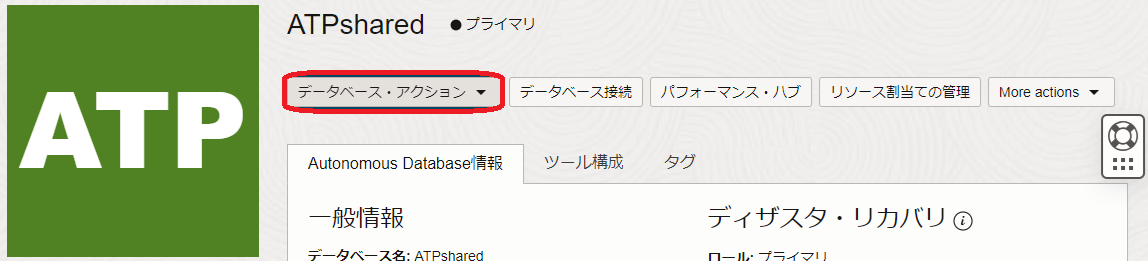 ATP
ATPshared ● プライマリ
データベース・アクション データベース接続 パフォーマンス・ハブ リソース割当ての管理 More actions
Autonomous Database情報 ツール構成 タグ
一般情報 ディザスタ・リカバリ
データベース名: ATPshared ロール: プライマリ